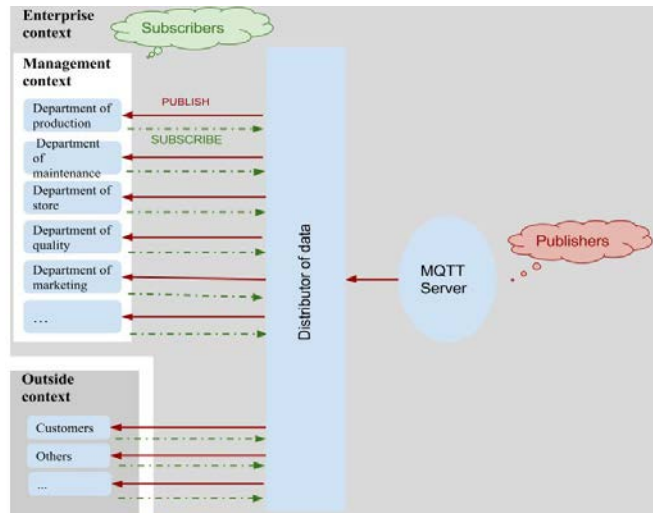 Enterprise
context
Subscribers
Management
context
Department of
production
PUBLISH
SUBSCRIBE
Department
of
maintenance
Department of
store
Department of
quality
Department of
marketing
...
Distributor of data
MQTT
Server
Publishers
Outside
context
Customers
Others
...